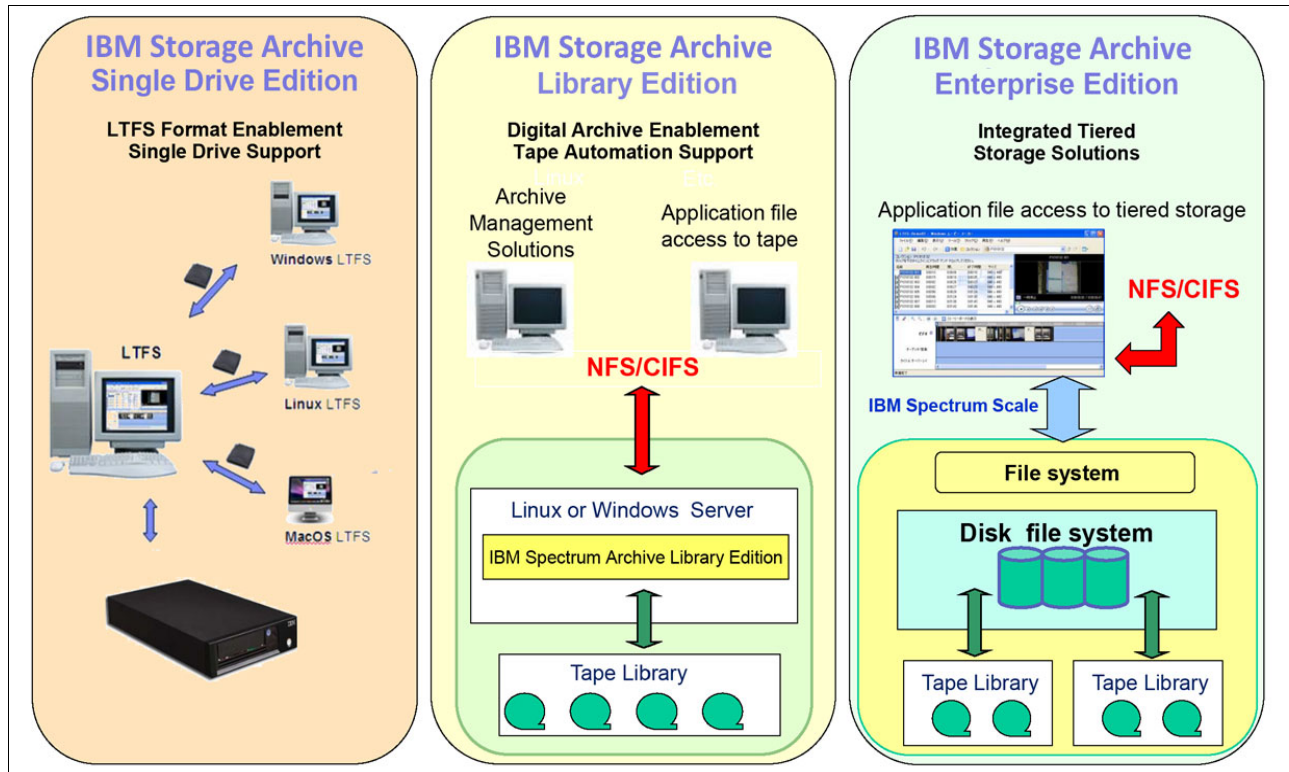 IBM Storage Archive
Single Drive Edition
LTFS Format Enablement
Single Drive Support
Windows LTFS
LTFS
Linux LTFS
MacOS LTFS
IBM
IBM Storage Archive
Library Edition
Digital Archive Enablement
Tape Automation Support
Linux
Etc
Archive
Management
Solutions
Application file
access to tape
NFS/CIFS
Linux or Windows Server
IBM Spectrum Archive Library Edition
Tape Library
IBM Storage Archive
Enterprise Edition
Integrated Tiered
Storage Solutions
Application file access to tiered storage
NFS/CIFS
IBM Spectrum Scale
File system
Disk file system
Tape Library
Tape Library